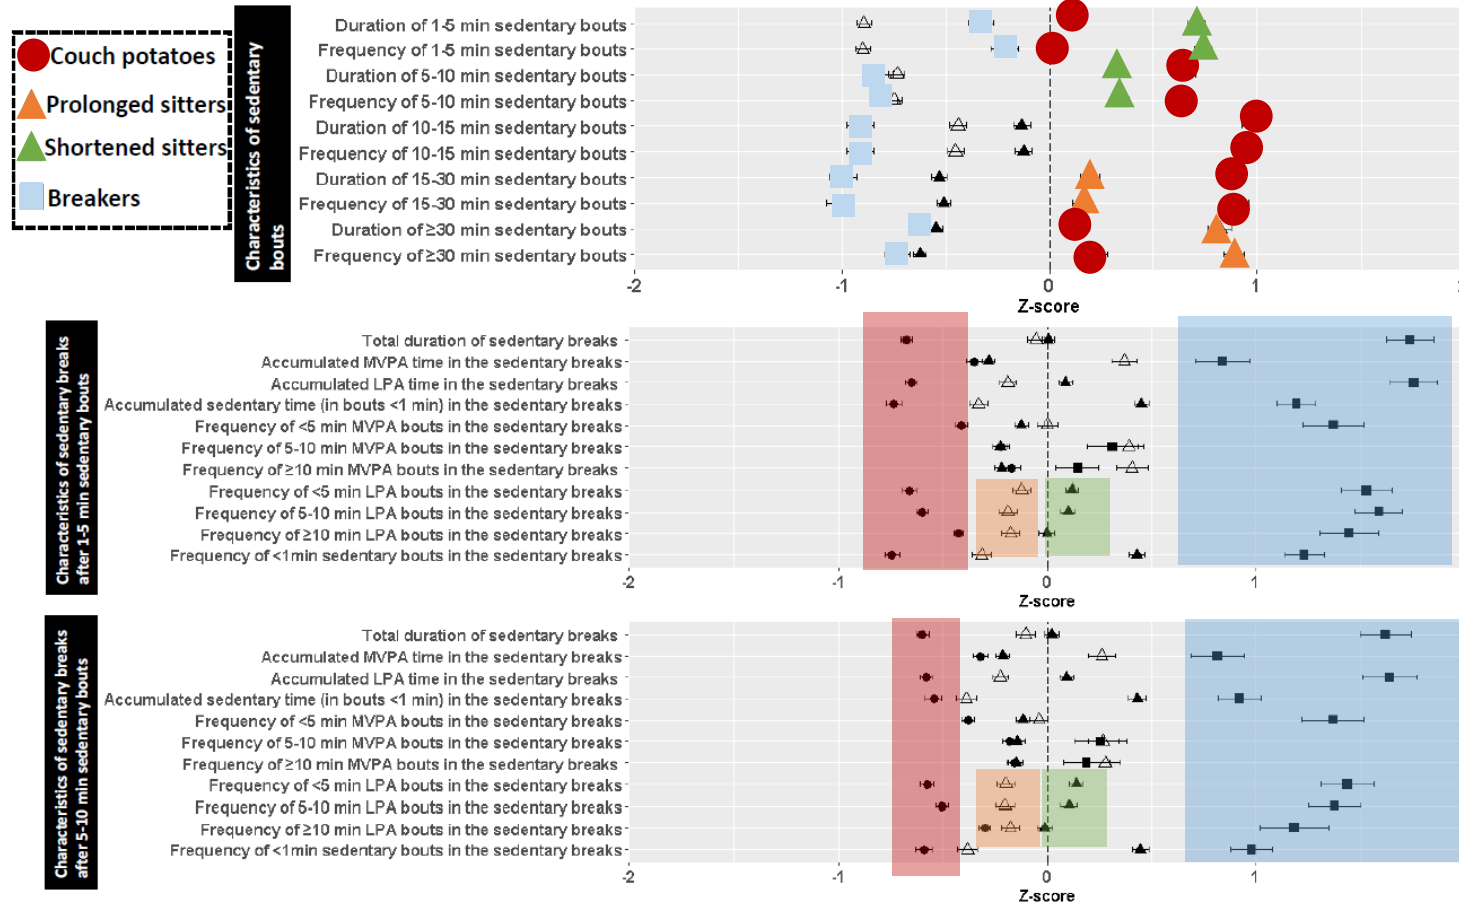 Couch potatoes
Prolonged sitters
Shortened sitters
Breakers
Characteristics of sedentary
bouts
Duration of 1-5 min sedentary bouts
Frequency of 1-5 min sedentary bouts
Duration of 5-10 min sedentary bouts
Frequency of 5-10 min sedentary bouts
Duration of 10-15 min sedentary bouts
Frequency of 10-15 min sedentary bouts
Duration of 15-30 min sedentary bouts
Frequency of 15-30 min sedentary bouts
Duration of ≥30 min sedentary bouts
Frequency of ≥30 min sedentary bouts
-2 -1 0 1
Z-score
Characteristics of sedentary breaks
after 1-5 min sedentary bouts
Total duration of sedentary breaks
Accumulated MVPA time in the sedentary breaks
Accumulated LPA time in the sedentary breaks
Accumulated sedentary time (in bouts <1 min) in the sedentary breaks
Frequency of <5 min MVPA bouts in the sedentary breaks
Frequency of 5-10 min MVPA bouts in the sedentary breaks
Frequency of ≥10 min MVPA bouts in the sedentary breaks
Frequency of <5 min LPA bouts in the sedentary breaks
Frequency of 5-10 min LPA bouts in the sedentary breaks
Frequency of ≥10 min LPA bouts in the sedentary breaks
Frequency of <1min sedentary bouts in the sedentary breaks
-2 -1 0 1
Z-score
Characteristics of sedentary breaks
after 5-10 min sedentary bouts
Total duration of sedentary breaks
Accumulated MVPA time in the sedentary breaks
Accumulated LPA time in the sedentary breaks
Accumulated sedentary time (in bouts <1 min) in the sedentary breaks
Frequency of <5 min MVPA bouts in the sedentary breaks
Frequency of 5-10 min MVPA bouts in the sedentary breaks
Frequency of ≥10 min MVPA bouts in the sedentary breaks
Frequency of <5 min LPA bouts in the sedentary breaks
Frequency of 5-10 min LPA bouts in the sedentary breaks
Frequency of ≥10 min LPA bouts in the sedentary breaks
Frequency of <1min sedentary bouts in the sedentary breaks
-2 -1 0 1
Z-score